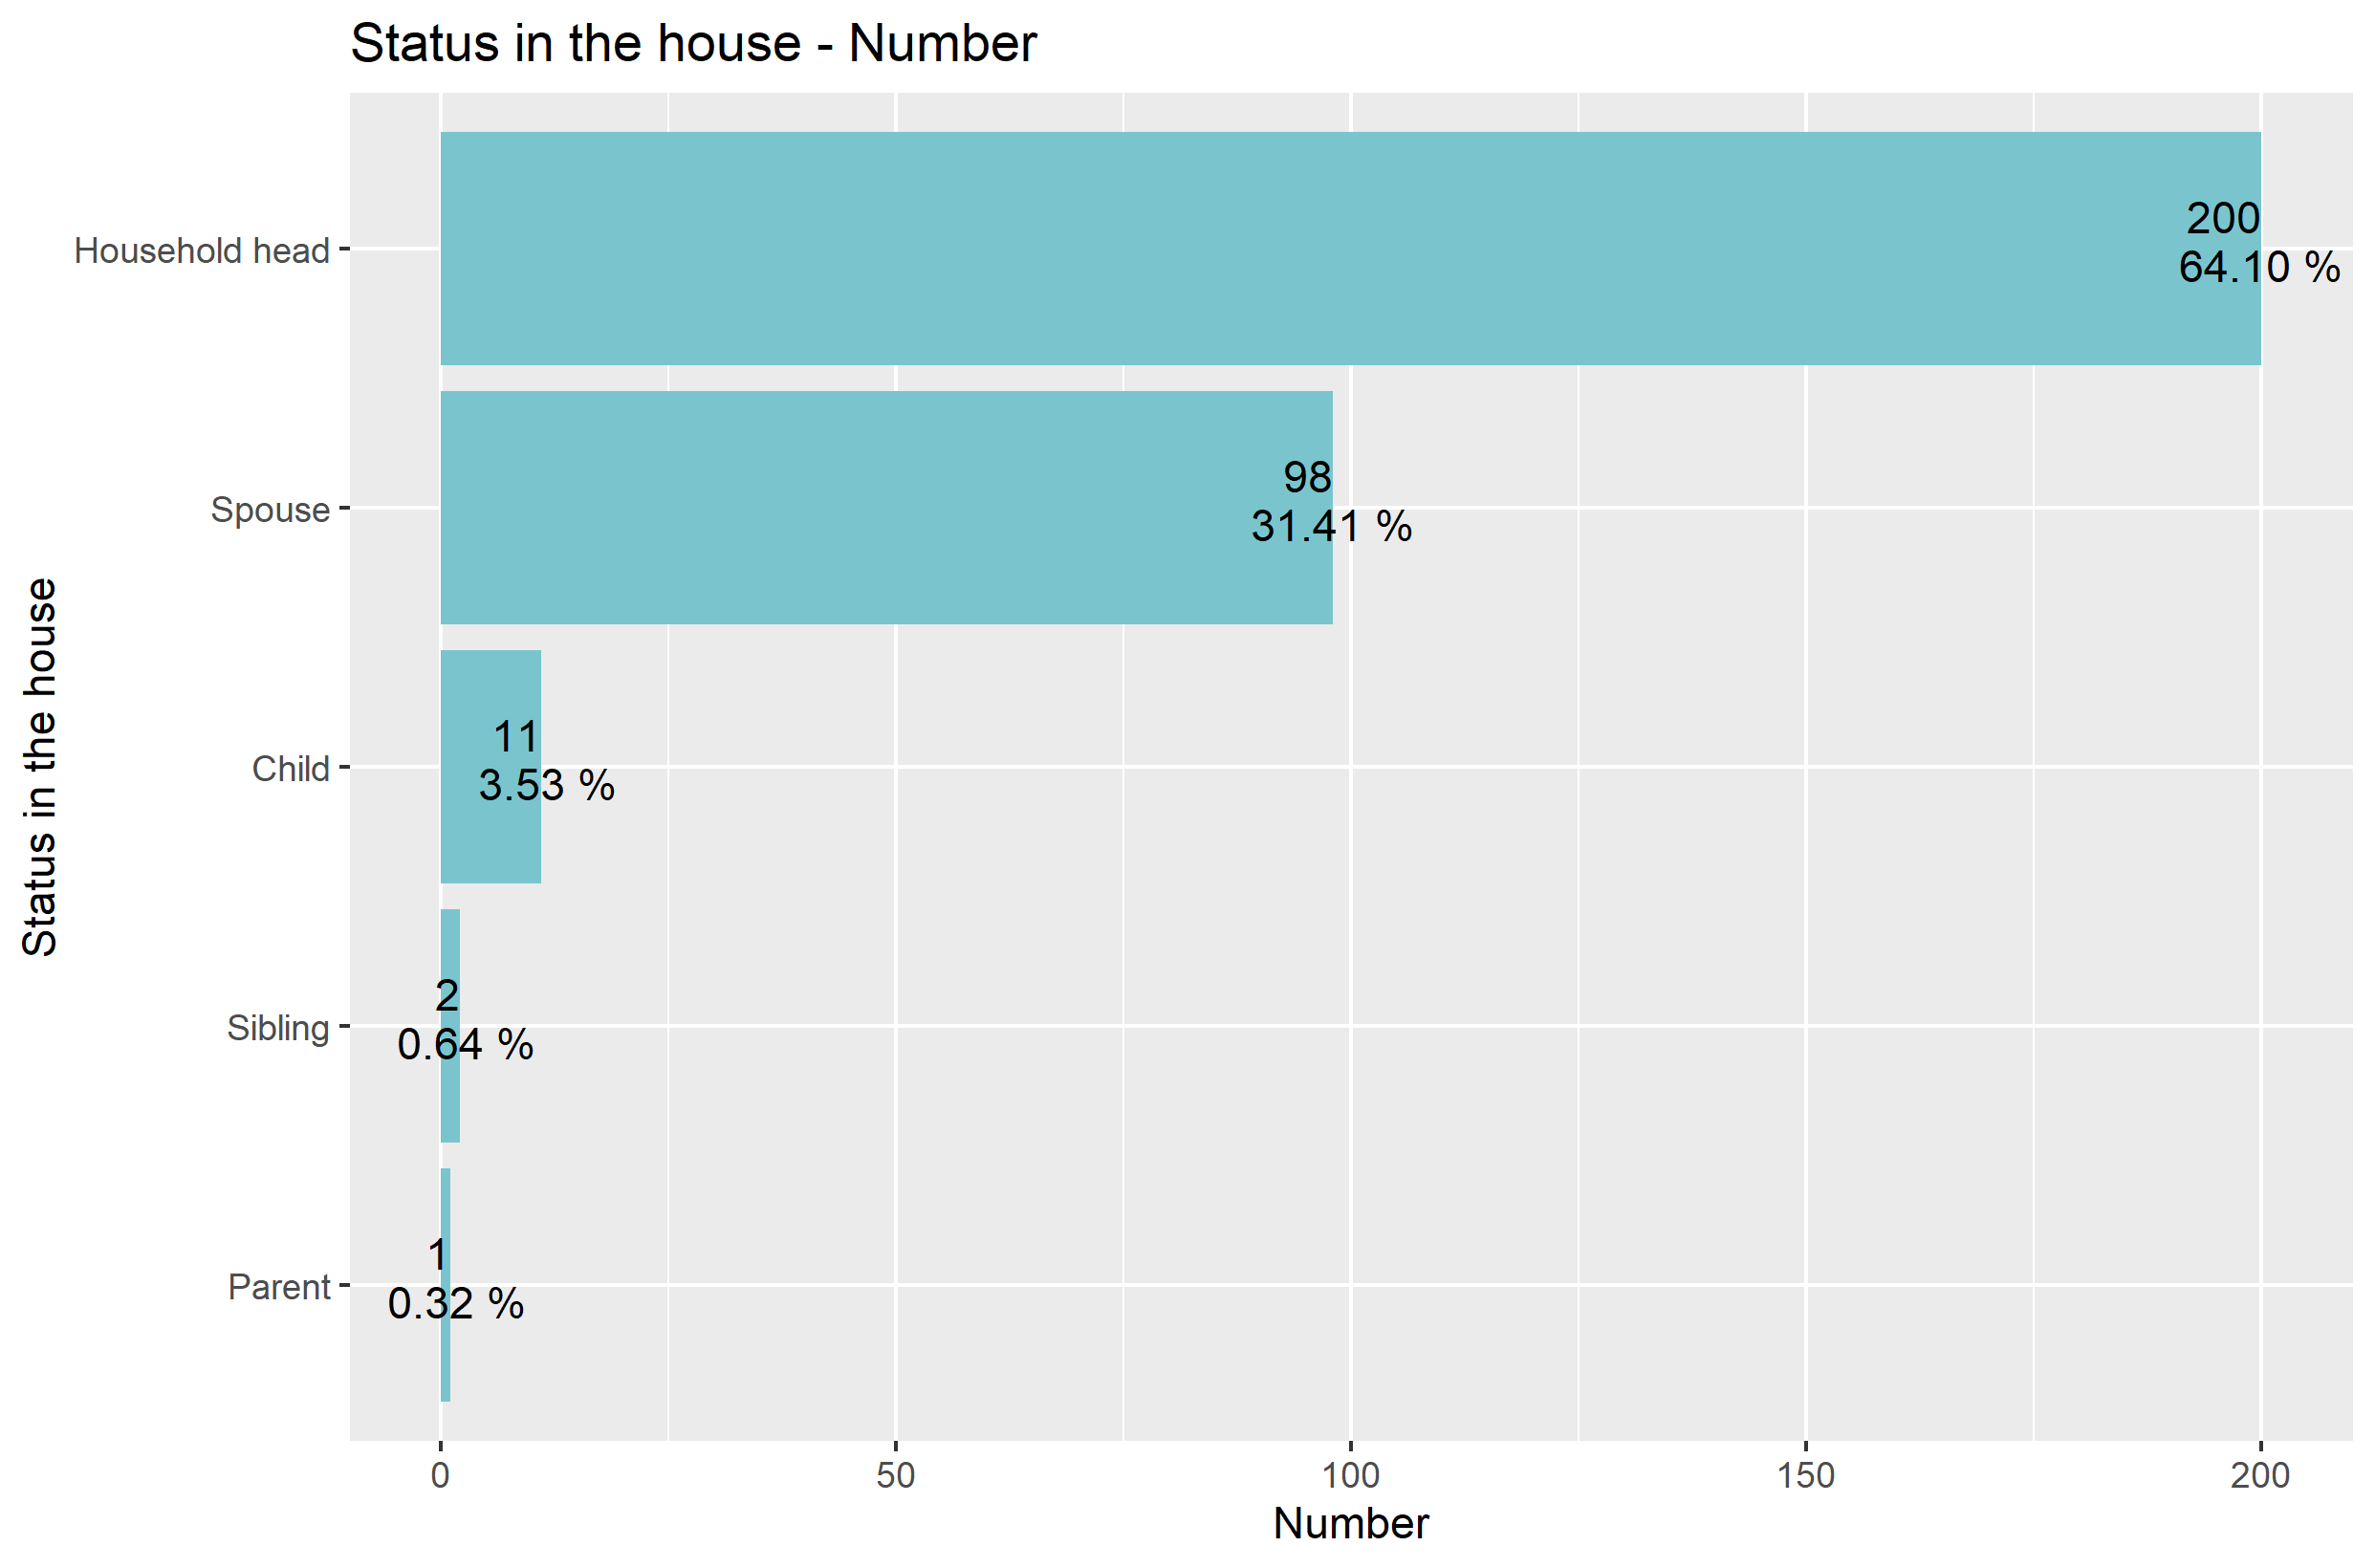 Status in the house - Number
Household head
200
64.10 %
Spouse
98
31.41 %
Child
11
3.53 %
Sibling
2
0.64 %
Parent
1
0.32 %
Status in the house
0 50 100 150 200
Number